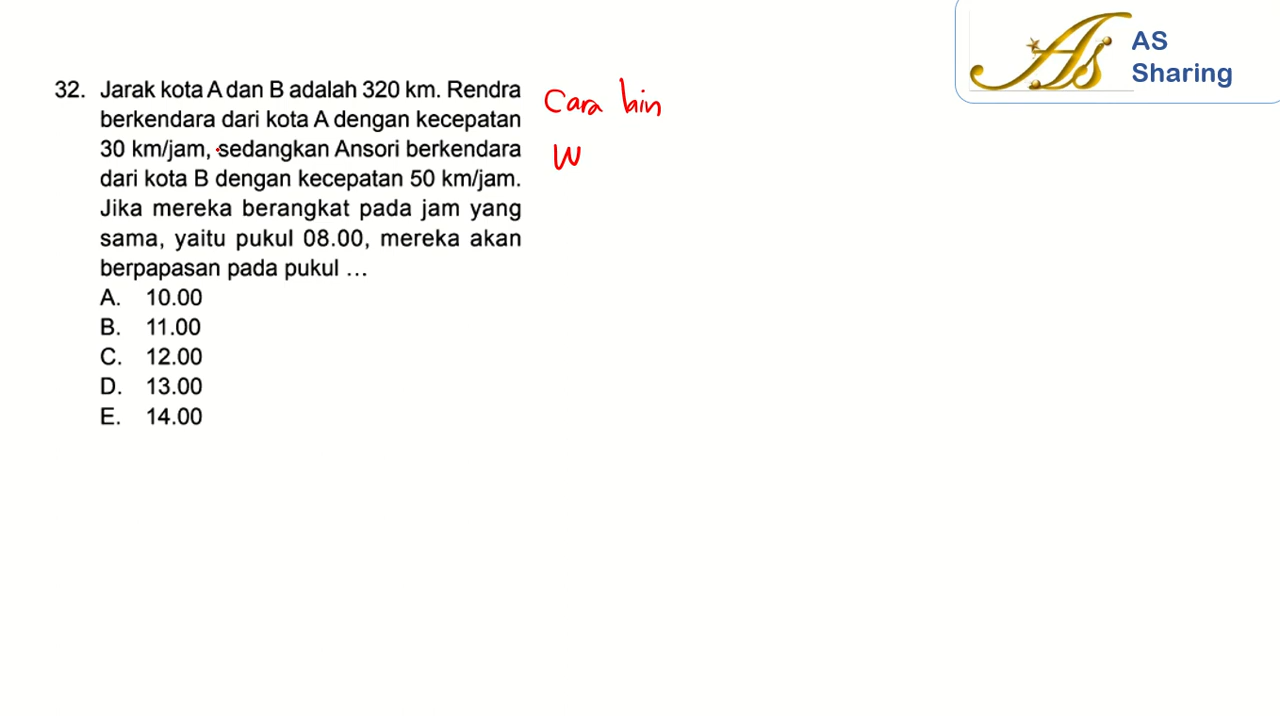 AS
Sharing
32. Jarak kota A dan B adalah 320 km. Rendra
berkendara dari kota A dengan kecepatan
30 km/jam, sedangkan Ansori berkendara
dari kota B dengan kecepatan 50 km/jam.
Jika mereka berangkat pada jam yang
sama, yaitu pukul 08.00, mereka akan
berpapasan pada pukul ...
A. 10.00
B. 11.00
C. 12.00
D. 13.00
E. 14.00
Cara bin
W